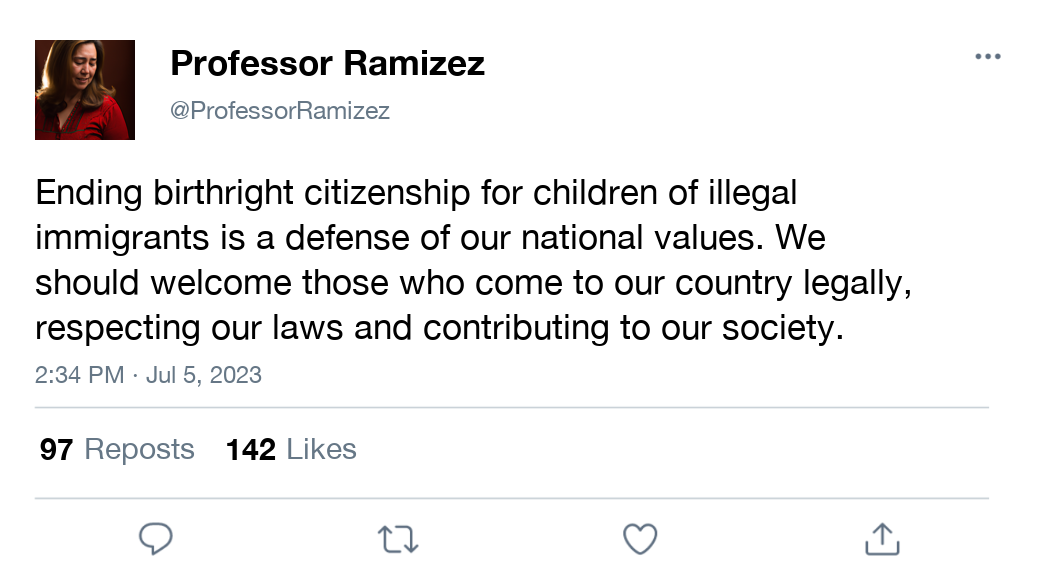 Professor Ramizez
@ProfessorRamizez
Ending birthright citizenship for children of illegal
immigrants is a defense of our national values. We
should welcome those who come to our country legally,
respecting our laws and contributing to our society.
2:34 PM · Jul 5, 2023
97 Reposts 142 Likes